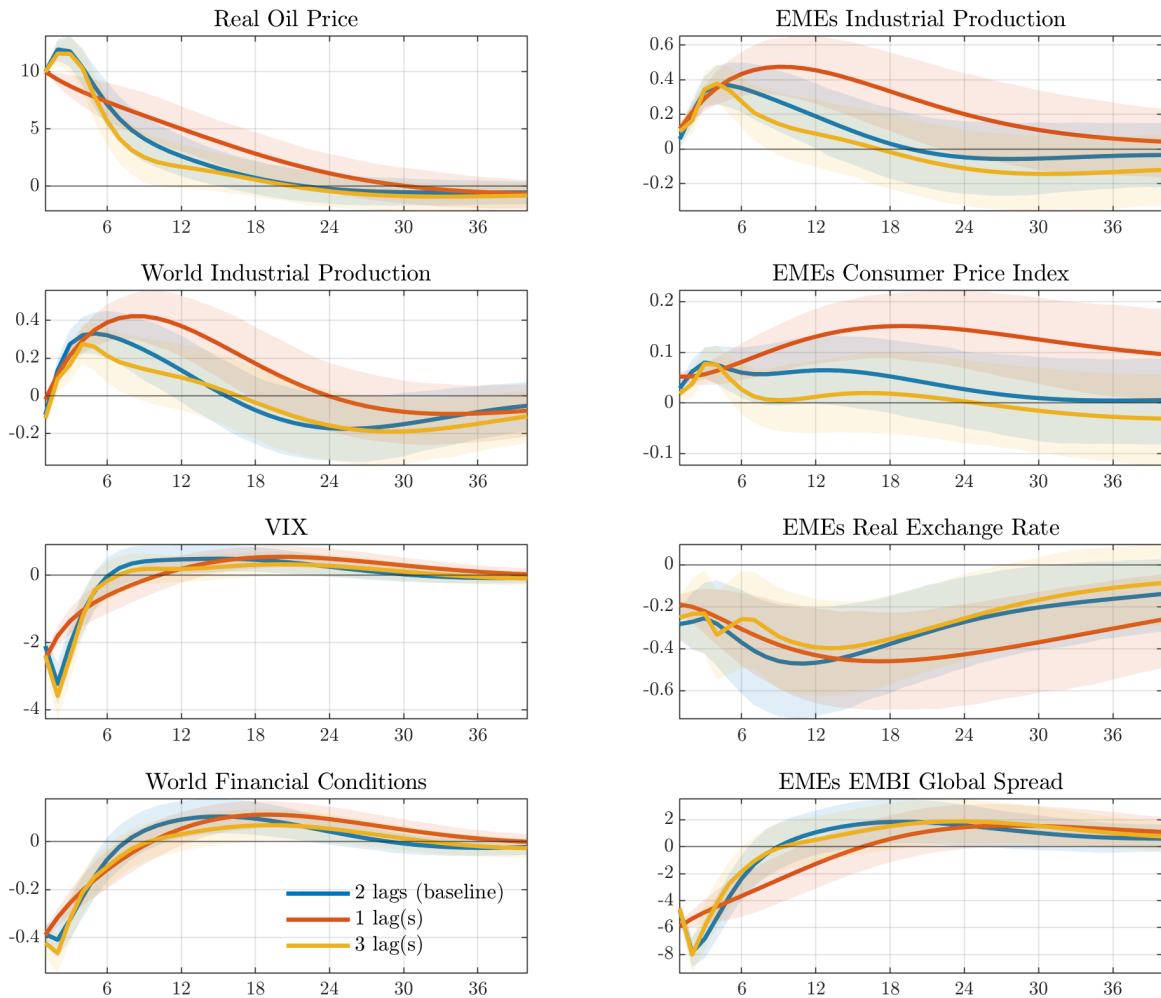 Real Oil Price
10
5
0
6 12 18 24 30 36
EMEs Industrial Production
0.6
0.4
0.2
0
-0.2
6 12 18 24 30 36
World Industrial Production
0.4
0.2
0
-0.2
6 12 18 24 30 36
EMEs Consumer Price Index
0.2
0.1
0
-0.1
6 12 18 24 30 36
VIX
0
-2
-4
6 12 18 24 30 36
EMEs Real Exchange Rate
0
-0.2
-0.4
-0.6
6 12 18 24 30 36
World Financial Conditions
0
-0.2
-0.4
2 lags (baseline)
1 lag(s)
3 lag(s)
6 12 18 24 30 36
EMEs EMBI Global Spread
2
0
-2
-4
-6
-8
6 12 18 24 30 36